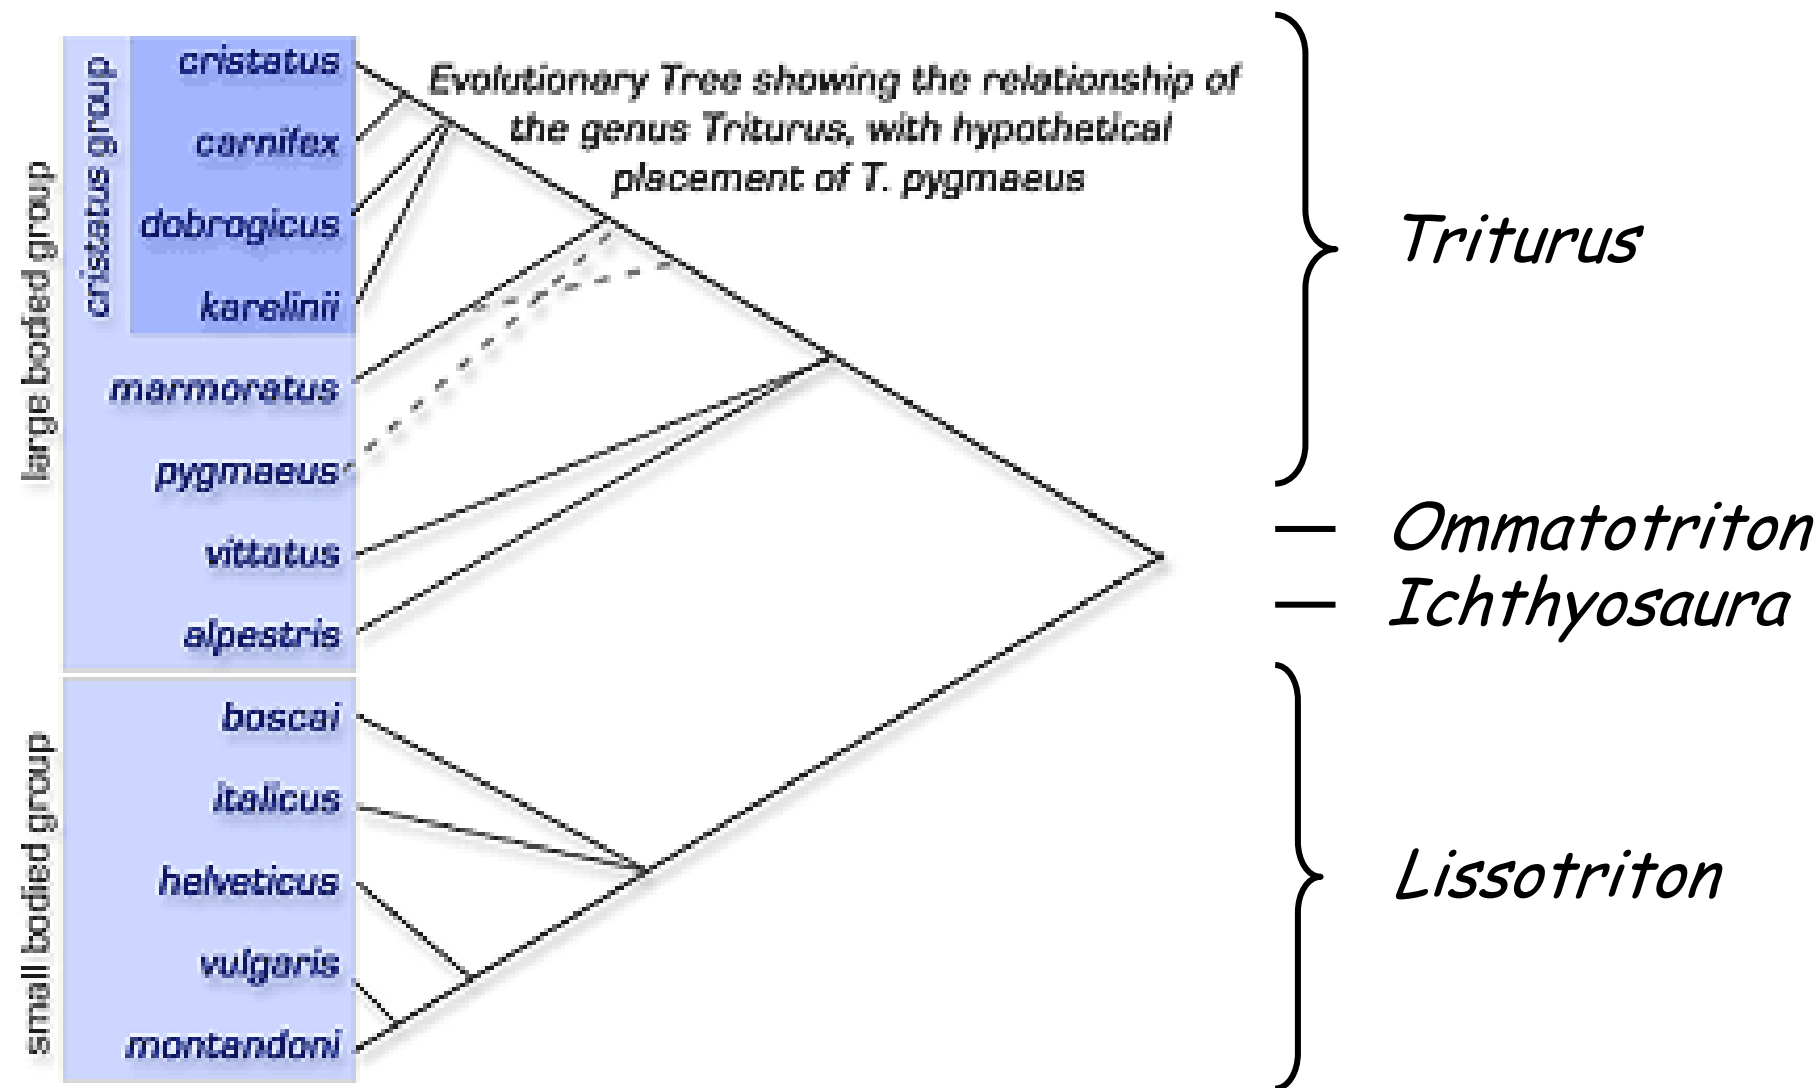 large bodied group
cristatus group
cristatus
carnifex
dobrogicus
karelinii
marmoratus
pygmaeus
vittatus
alpestris
small bodied group
boscai
italicus
helveticus
vulgaris
montandoni
Evolutionary Tree showing the relationship of
the genus Triturus, with hypothetical
placement of T. pygmaeus
Triturus
Ommatotriton
Ichthyosaura
Lissotriton